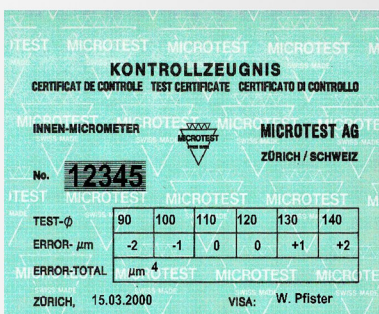 KONTROLLZEUGNIS
CERTIFICAT DE CONTROLE TEST CERTIFICATE CERTIFICATO DI CONTROLLO
INNEN-MICROMETER
MICROTEST
MICROTEST AG
ZÜRICH / SCHWEIZ
No. 12345
TEST-Ø 90 100 110 120 130 140
ERROR- µm -2 -1 0 0 +1 +2
ERROR-TOTAL µm 4
ZÜRICH, 15.03.2000 VISA: W. Pfister